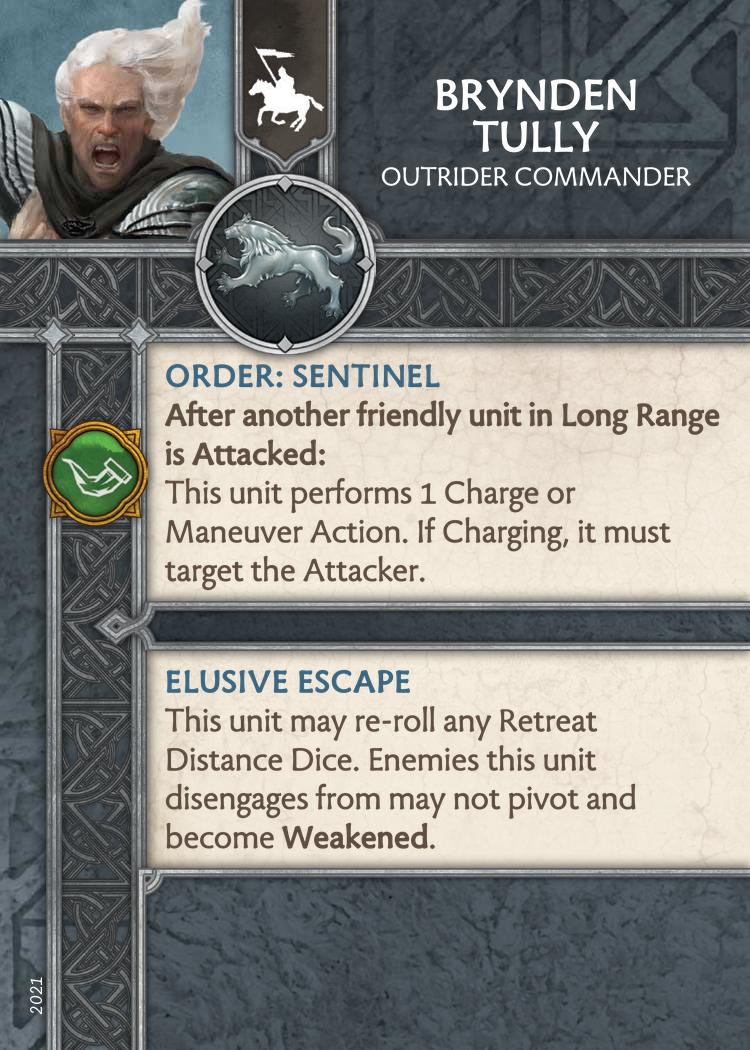 BRYNDEN
TULLY
OUTRIDER COMMANDER
ORDER: SENTINEL
After another friendly unit in Long Range
is Attacked:
This unit performs 1 Charge or
Maneuver Action. If Charging, it must
target the Attacker.
ELUSIVE ESCAPE
This unit may re-roll any Retreat
Distance Dice. Enemies this unit
disengages from may not pivot and
become Weakened.
2021